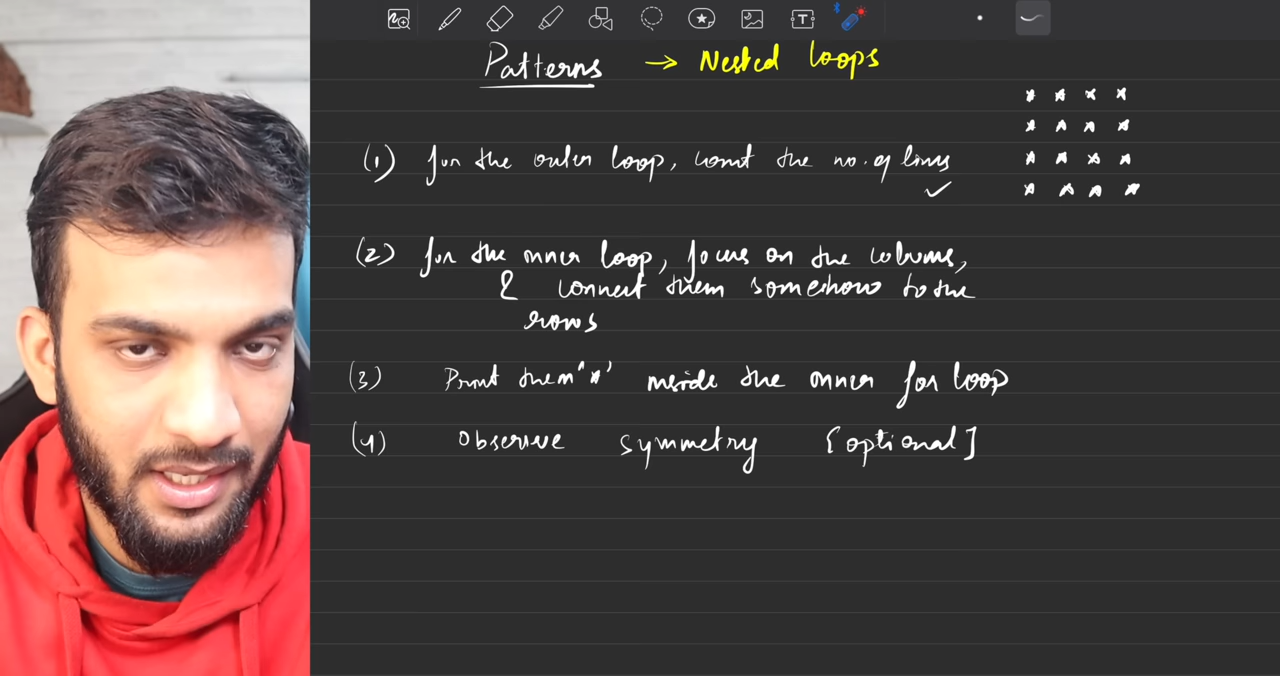 Patterns → Nested loops
* * * *
* * * *
* * * *
* * * *
(1) for the outer loop, count the no. of lines ✓
(2) for the inner loop, focus on the columns,
& connect them somehow to the
rows
(3) Print them '*' inside the inner for loop
(4) Observe symmetry [optional]